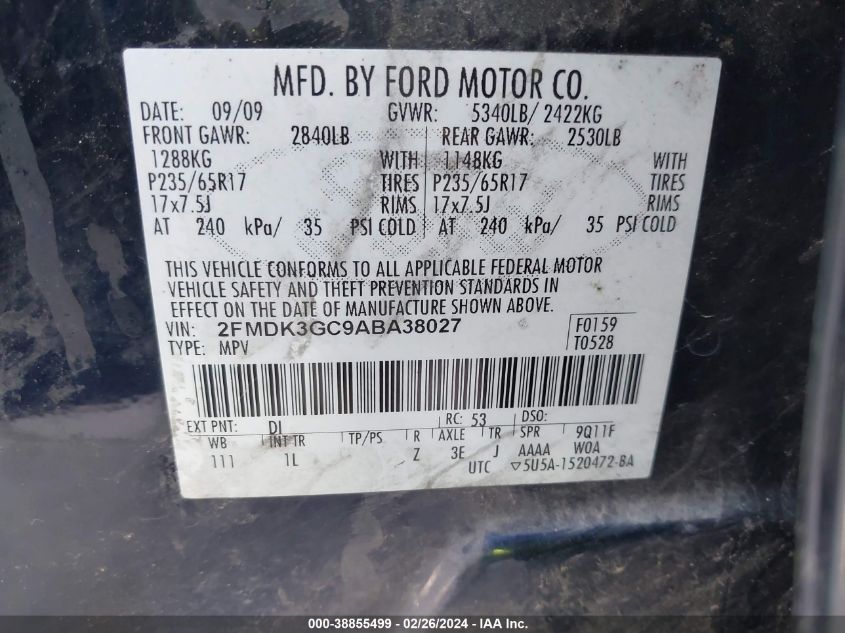 MFD. BY FORD MOTOR CO.
DATE: 09/09 GVWR: 5340LB/ 2422KG
FRONT GAWR: 2840LB REAR GAWR: 2530LB
1288KG WITH 1148KG WITH
P235/65R17 TIRES P235/65R17 TIRES
17x7.5J RIMS 17x7.5J RIMS
AT 240 kPa/ 35 PSI COLD AT 240 kPa/ 35 PSI COLD
THIS VEHICLE CONFORMS TO ALL APPLICABLE FEDERAL MOTOR
VEHICLE SAFETY AND THEFT PREVENTION STANDARDS IN
EFFECT ON THE DATE OF MANUFACTURE SHOWN ABOVE.
VIN: 2FMDK3GC9ABA38027 F0159
TYPE: MPV T0528
EXT PNT: DI RC: 53 DSO:
WB INT TR TP/PS R AXLE TR SPR 9Q11F
111 1L Z 3E J AAAA WOA
UTC ▽5U5A-1520472-BA
000-38855499 - 02/26/2024 - IAA Inc.